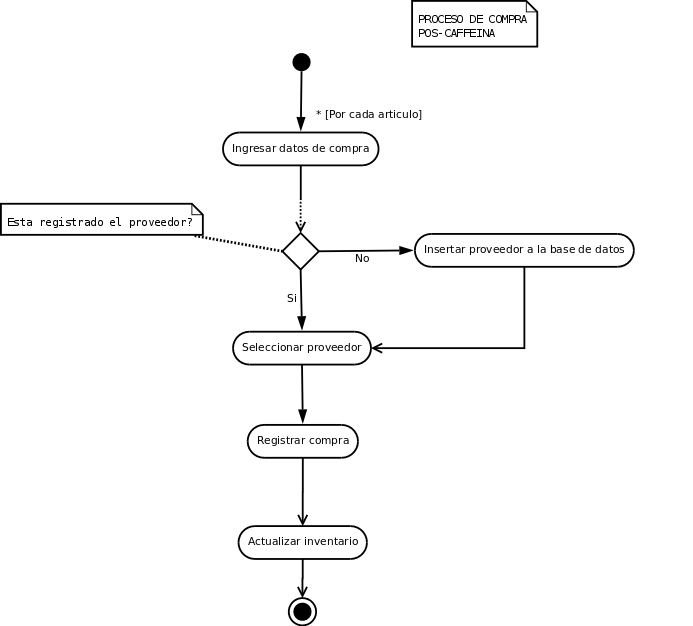 PROCESO DE COMPRA
POS-CAFFEINA
* [Por cada articulo]
Ingresar datos de compra
Esta registrado el proveedor?
No
Insertar proveedor a la base de datos
Si
Seleccionar proveedor
Registrar compra
Actualizar inventario